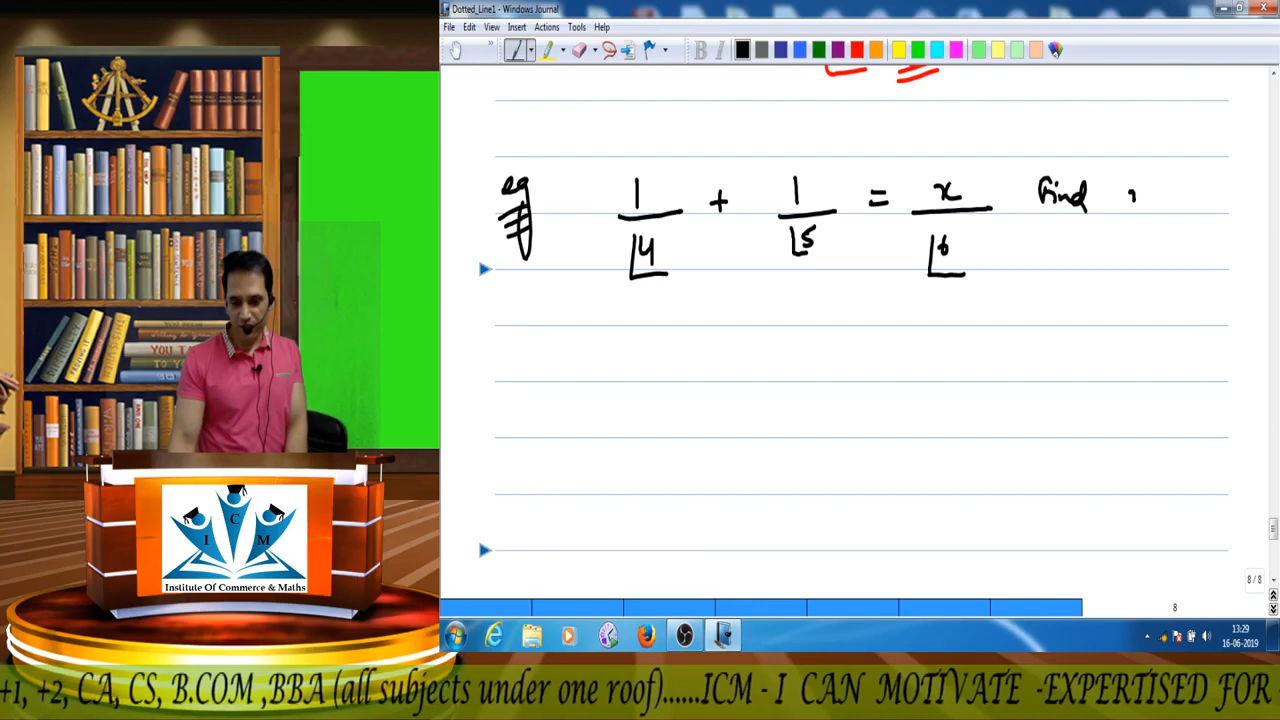 Dotted_Line1 - Windows Journal
File Edit View Insert Actions Tools Help
B I
eg 1/⌊4 + 1/⌊5 = x/⌊6 Find
YOU TA
C
I M
Institute Of Commerce & Maths
8/8
8
13:29
16-06-2019
+1, +2, CA, CS, B.COM ,BBA (all subjects under one roof)......ICM - I CAN MOTIVATE -EXPERTISED FOR